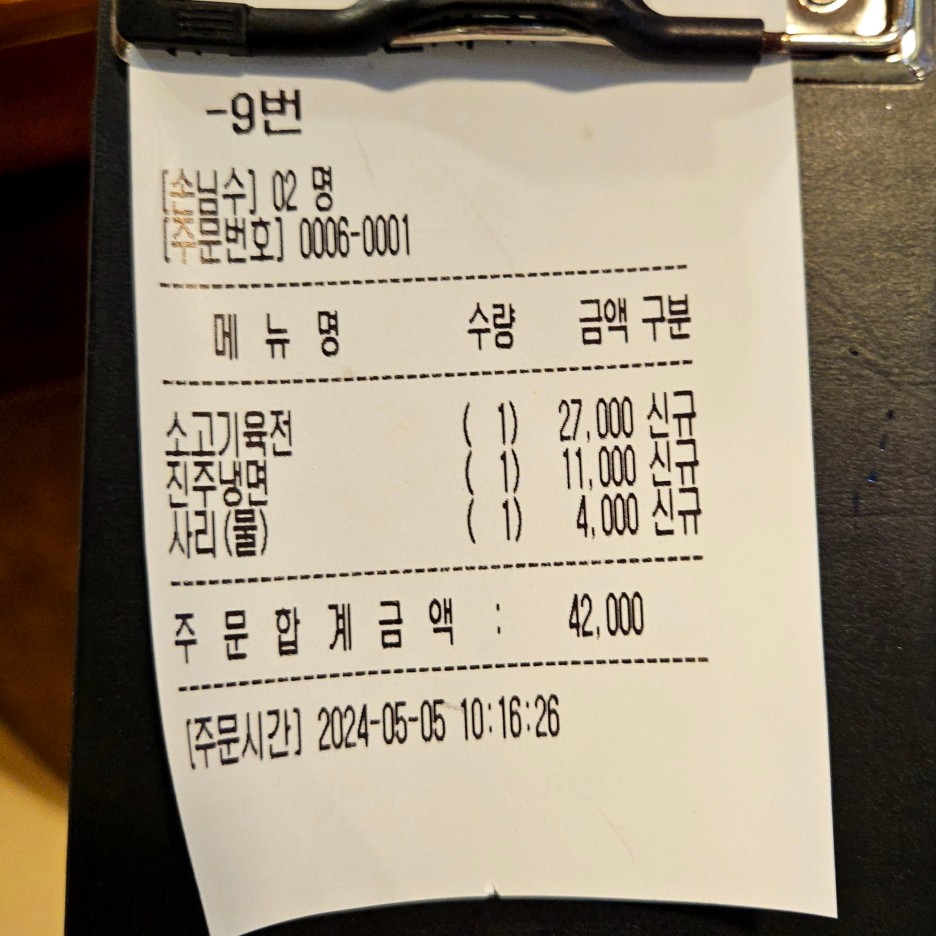 -9번
[손님수] 02 명
[주문번호] 0006-0001
메 뉴 명 수량 금액 구분
소고기육전 ( 1) 27,000 신규
진주냉면 ( 1) 11,000 신규
사리(물) ( 1) 4,000 신규
주 문 합 계 금 액 : 42,000
[주문시간] 2024-05-05 10:16:26